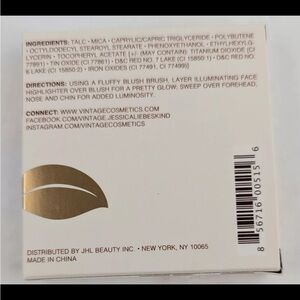 INGREDIENTS: TALC • MICA • CAPRYLIC/CAPRIC TRIGLYCERIDE • POLYBUTENE
• OCTYLDODECYL STEAROYL STEARATE • PHENOXYETHANOL • ETHYLHEXYLG-
LYCERIN • TOCOPHERYL ACETATE [+/- (MAY CONTAIN) TITANIUM DIOXIDE (CI
77891) • TIN OXIDE (CI 77861) • D&C RED NO. 7 LAKE (CI 15850:1) • D&C RED NO.
6 LAKE (CI 15850:2) • IRON OXIDES (CI 77491, CI 77499)]
DIRECTIONS: USING A FLUFFY BLUSH BRUSH, LAYER ILLUMINATING FACE
HIGHLIGHTER OVER BLUSH FOR A PRETTY GLOW. SWEEP OVER FOREHEAD,
NOSE AND CHIN FOR ADDED LUMINOSITY.
CONNECT: WWW.VINTAGECOSMETICS.COM
FACEBOOK.COM/VINTAGE.JESSICALIEBESKIND
INSTAGRAM.COM/VINTAGECOSMETICS
8 56716 00515 6
DISTRIBUTED BY JHL BEAUTY INC. • NEW YORK, NY 10065
MADE IN CHINA